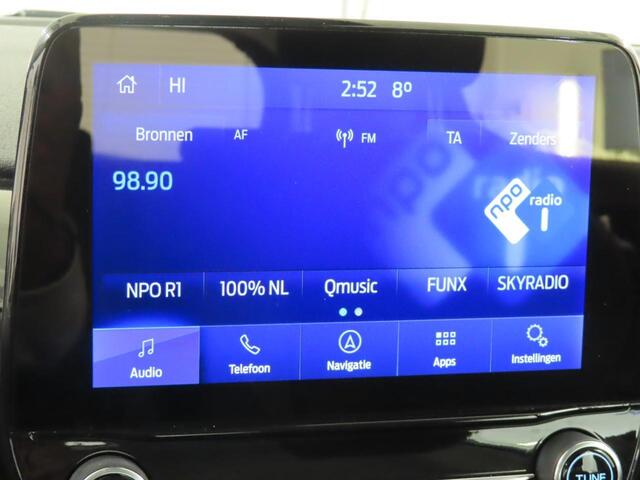 HI 2:52 8º
Bronnen AF FM TA Zenders
98.90
npo radio 1
NPO R1 100% NL Qmusic FUNX SKYRADIO
Audio Telefoon Navigatie Apps Instellingen
TUNE